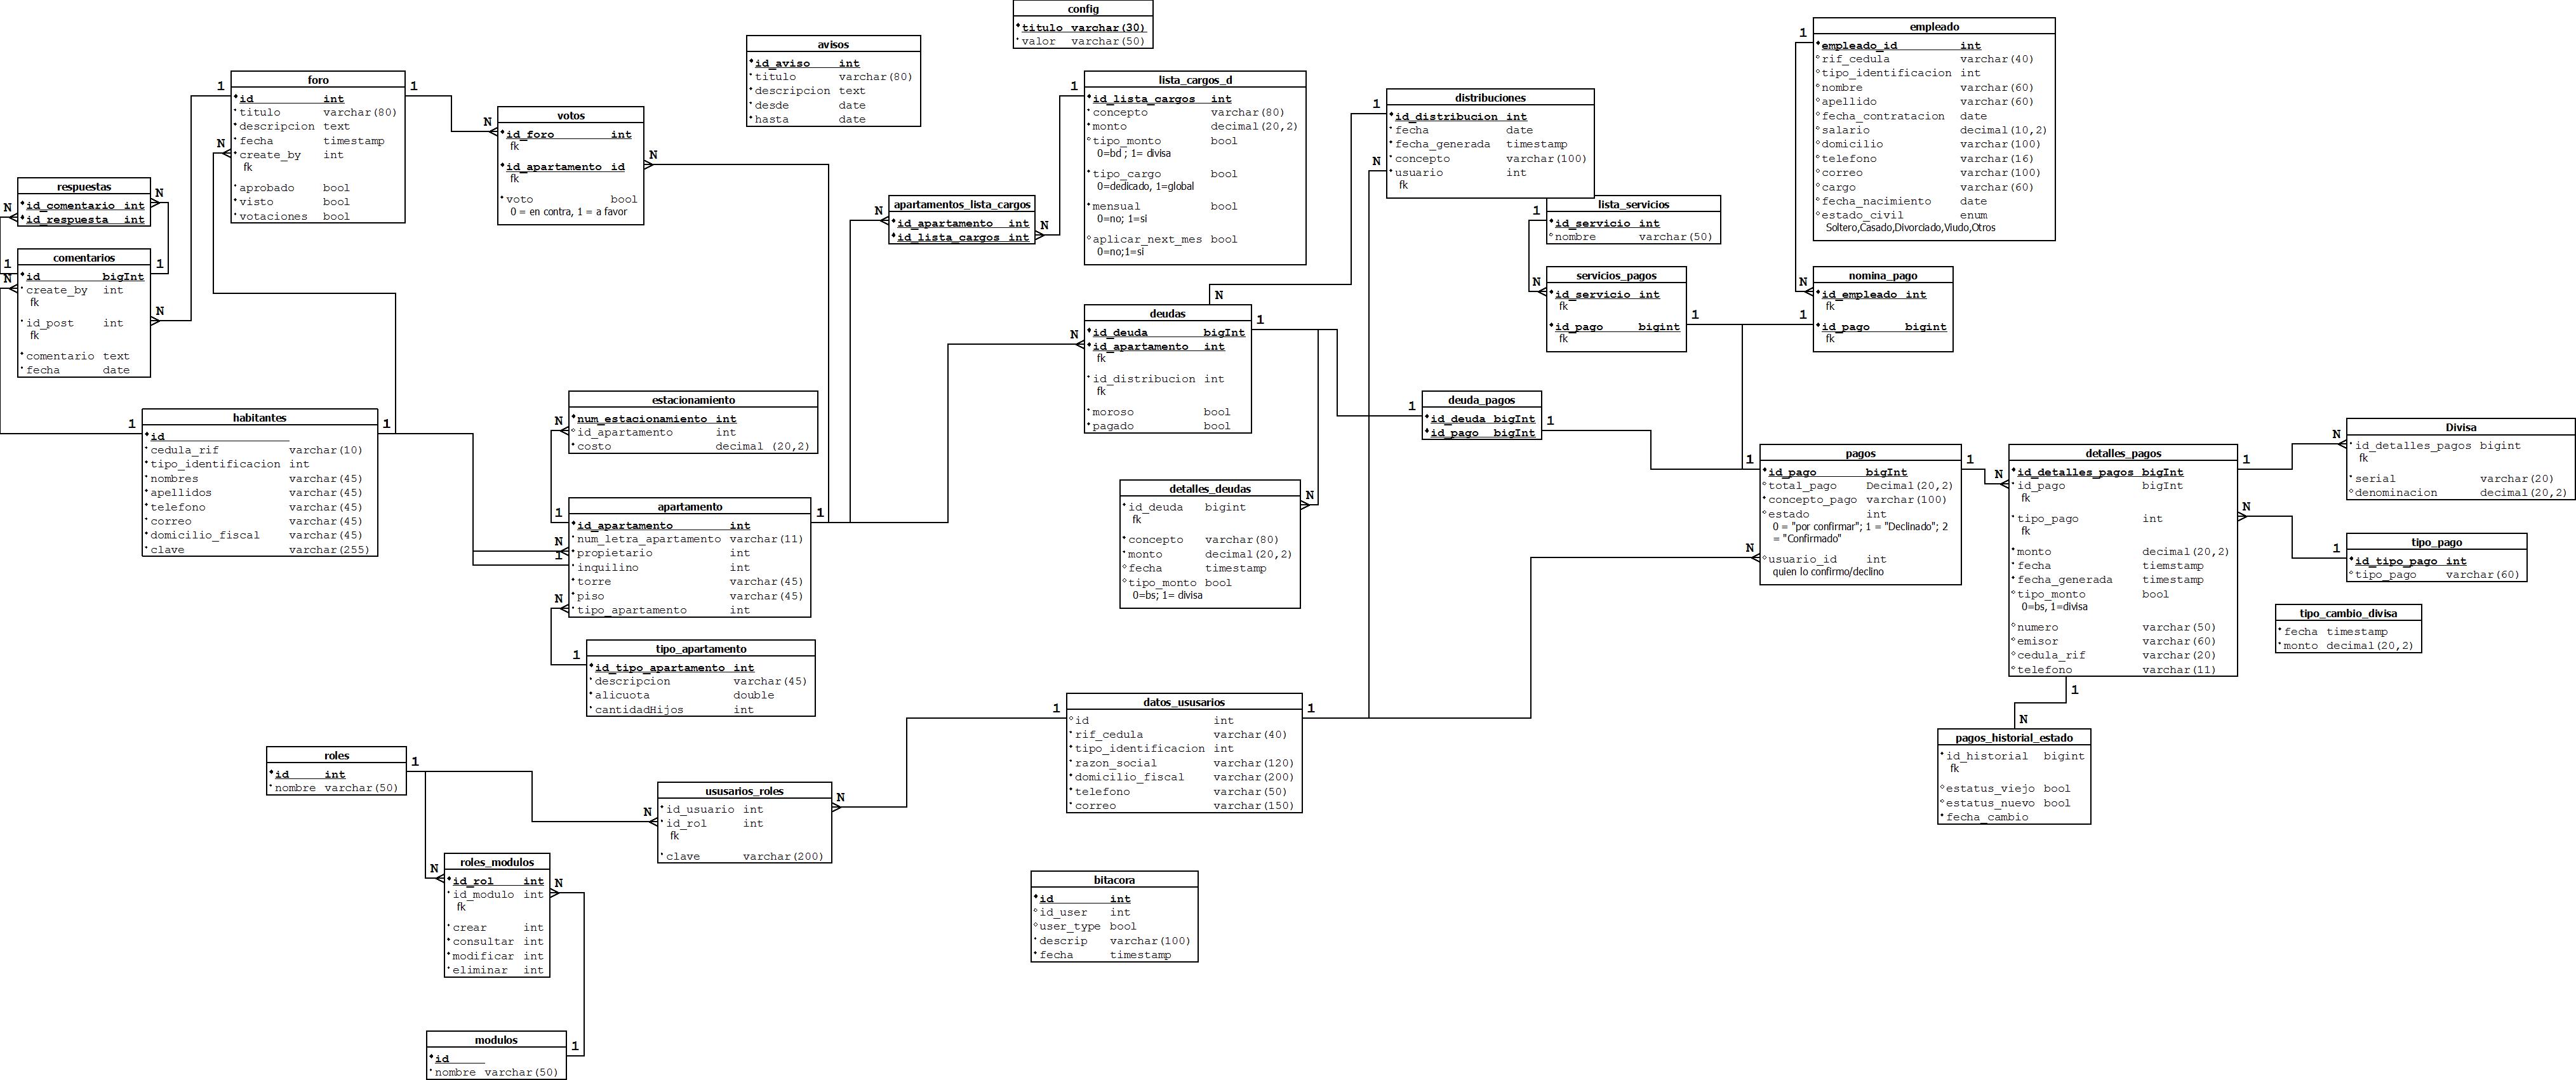 config
titulo varchar(30)
valor varchar(50)
avisos
id_aviso int
titulo varchar(80)
descripcion text
desde date
hasta date
empleado
empleado_id int
rif_cedula varchar(40)
tipo_identificacion int
nombre varchar(60)
apellido varchar(60)
fecha_contratacion date
salario decimal(10,2)
domicilio varchar(100)
telefono varchar(16)
correo varchar(100)
cargo varchar(60)
fecha_nacimiento date
estado_civil enum
Soltero,Casado,Divorciado,Viudo,Otros
1
N
foro
id int
titulo varchar(80)
descripcion text
fecha timestamp
create_by int
fk
aprobado bool
visto bool
votaciones bool
1
1
N
votos
id_foro int
fk
id_apartamento id
fk
voto bool
0 = en contra, 1 = a favor
N
N
lista_cargos_d
id_lista_cargos int
concepto varchar(80)
monto decimal(20,2)
tipo_monto bool
0=bd ; 1= divisa
tipo_cargo bool
0=dedicado, 1=global
mensual bool
0=no; 1=si
aplicar_next_mes bool
0=no;1=si
1
distribuciones
id_distribucion int
fecha date
fecha_generada timestamp
concepto varchar(100)
usuario int
fk
1
N
respuestas
id_comentario int
id_respuesta int
N
N
apartamentos_lista_cargos
id_apartamento int
id_lista_cargos int
N
N
lista_servicios
id_servicio int
nombre varchar(50)
1
comentarios
id bigInt
create_by int
fk
id_post int
fk
comentario text
fecha date
1
N
1
N
servicios_pagos
id_servicio int
fk
id_pago bigint
fk
N
1
nomina_pago
id_empleado int
fk
id_pago bigint
fk
1
deudas
id_deuda bigInt
id_apartamento int
fk
id_distribucion int
fk
moroso bool
pagado bool
N
N
1
habitantes
id
cedula_rif varchar(10)
tipo_identificacion int
nombres varchar(45)
apellidos varchar(45)
telefono varchar(45)
correo varchar(45)
domicilio_fiscal varchar(45)
clave varchar(255)
1
1
estacionamiento
num_estacionamiento int
id_apartamento int
costo decimal (20,2)
N
deuda_pagos
id_deuda bigInt
id_pago bigInt
1
1
apartamento
id_apartamento int
num_letra_apartamento varchar(11)
propietario int
inquilino int
torre varchar(45)
piso varchar(45)
tipo_apartamento int
1
1
N
1
N
detalles_deudas
id_deuda bigint
fk
concepto varchar(80)
monto decimal(20,2)
fecha timestamp
tipo_monto bool
0=bs; 1= divisa
N
pagos
id_pago bigInt
total_pago Decimal(20,2)
concepto_pago varchar(100)
estado int
0 = "por confirmar"; 1 = "Declinado"; 2
= "Confirmado"
usuario_id int
quien lo confirmo/declino
1
1
N
detalles_pagos
id_detalles_pagos bigInt
id_pago bigInt
fk
tipo_pago int
fk
monto decimal(20,2)
fecha tiemstamp
fecha_generada timestamp
tipo_monto bool
0=bs, 1=divisa
numero varchar(50)
emisor varchar(60)
cedula_rif varchar(20)
telefono varchar(11)
N
1
N
1
Divisa
id_detalles_pagos bigint
fk
serial varchar(20)
denominacion decimal(20,2)
N
tipo_pago
id_tipo_pago int
tipo_pago varchar(60)
1
tipo_cambio_divisa
fecha timestamp
monto decimal(20,2)
tipo_apartamento
id_tipo_apartamento int
descripcion varchar(45)
alicuota double
cantidadHijos int
1
datos_ususarios
id int
rif_cedula varchar(40)
tipo_identificacion int
razon_social varchar(120)
domicilio_fiscal varchar(200)
telefono varchar(50)
correo varchar(150)
1
1
pagos_historial_estado
id_historial bigint
fk
estatus_viejo bool
estatus_nuevo bool
fecha_cambio
N
roles
id int
nombre varchar(50)
1
ususarios_roles
id_usuario int
id_rol int
fk
clave varchar(200)
N
N
roles_modulos
id_rol int
id_modulo int
fk
crear int
consultar int
modificar int
eliminar int
N
N
bitacora
id int
id_user int
user_type bool
descrip varchar(100)
fecha timestamp
modulos
id
nombre varchar(50)
1